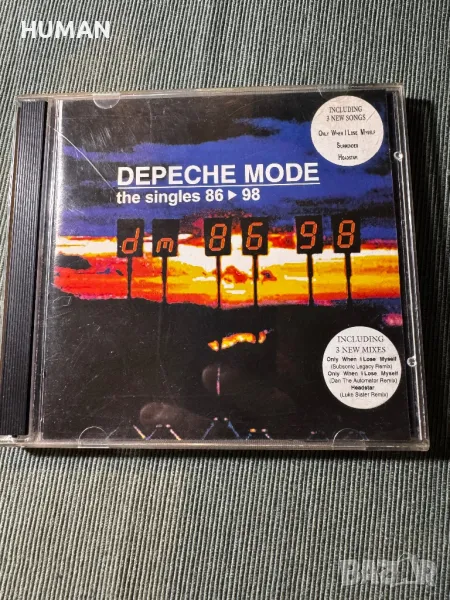 HUMAN
INCLUDING
3 NEW SONGS
ONLY WHEN I LOSE MYSELF
SURRENDER
HEADSTAR
DEPECHE MODE
the singles 86 ▶ 98
dm 86 98
INCLUDING
3 NEW MIXES
Only When I Lose Myself
(Subsonic Legacy Remix)
Only When I Lose Myself
(Dan The Automator Remix)
Headstar
(Luke Slater Remix)
BAZAR